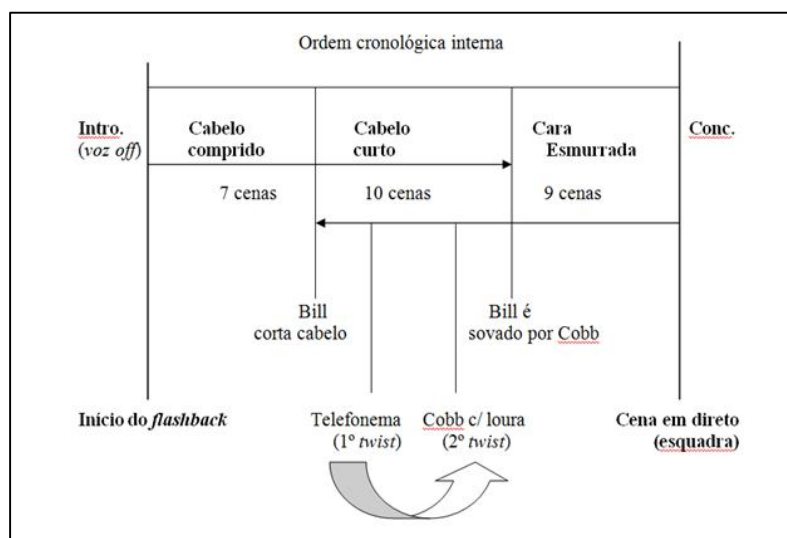 Ordem cronológica interna
Intro.
(voz off)
Cabelo
comprido
Cabelo
curto
Cara
Esmurrada
Conc.
7 cenas
10 cenas
9 cenas
Bill
corta cabelo
Bill é
sovado por Cobb
Início do flashback
Telefonema
(1º twist)
Cobb c/ loura
(2º twist)
Cena em direto
(esquadra)